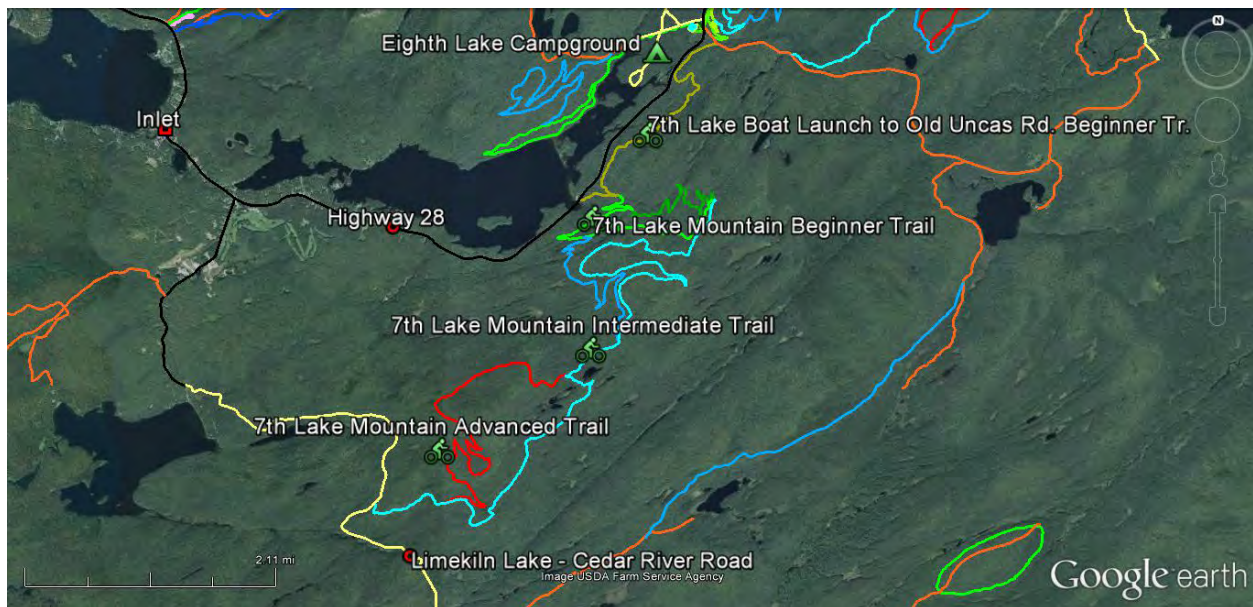 N
Eighth Lake Campground
Inlet
7th Lake Boat Launch to Old Uncas Rd. Beginner Tr.
Highway 28
7th Lake Mountain Beginner Trail
7th Lake Mountain Intermediate Trail
7th Lake Mountain Advanced Trail
2.11 mi
Limekiln Lake - Cedar River Road
Image USDA Farm Service Agency
Google earth